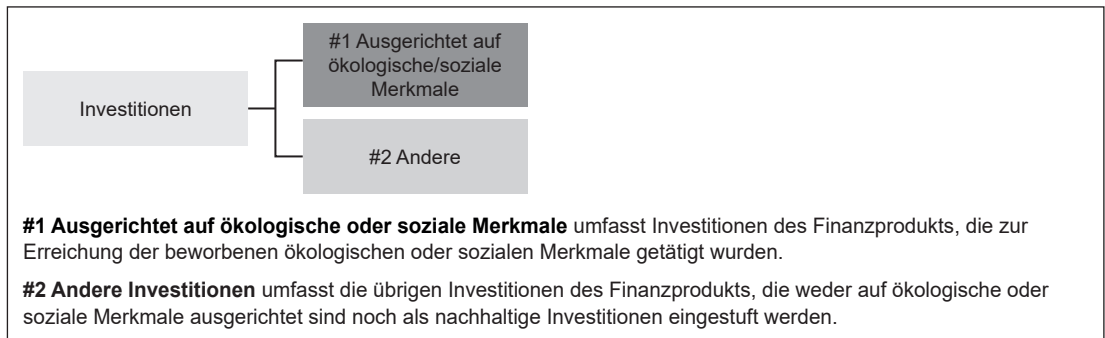 #1 Ausgerichtet auf
ökologische/soziale
Merkmale
Investitionen
#2 Andere
#1 Ausgerichtet auf ökologische oder soziale Merkmale umfasst Investitionen des Finanzprodukts, die zur
Erreichung der beworbenen ökologischen oder sozialen Merkmale getätigt wurden.
#2 Andere Investitionen umfasst die übrigen Investitionen des Finanzprodukts, die weder auf ökologische oder
soziale Merkmale ausgerichtet sind noch als nachhaltige Investitionen eingestuft werden.